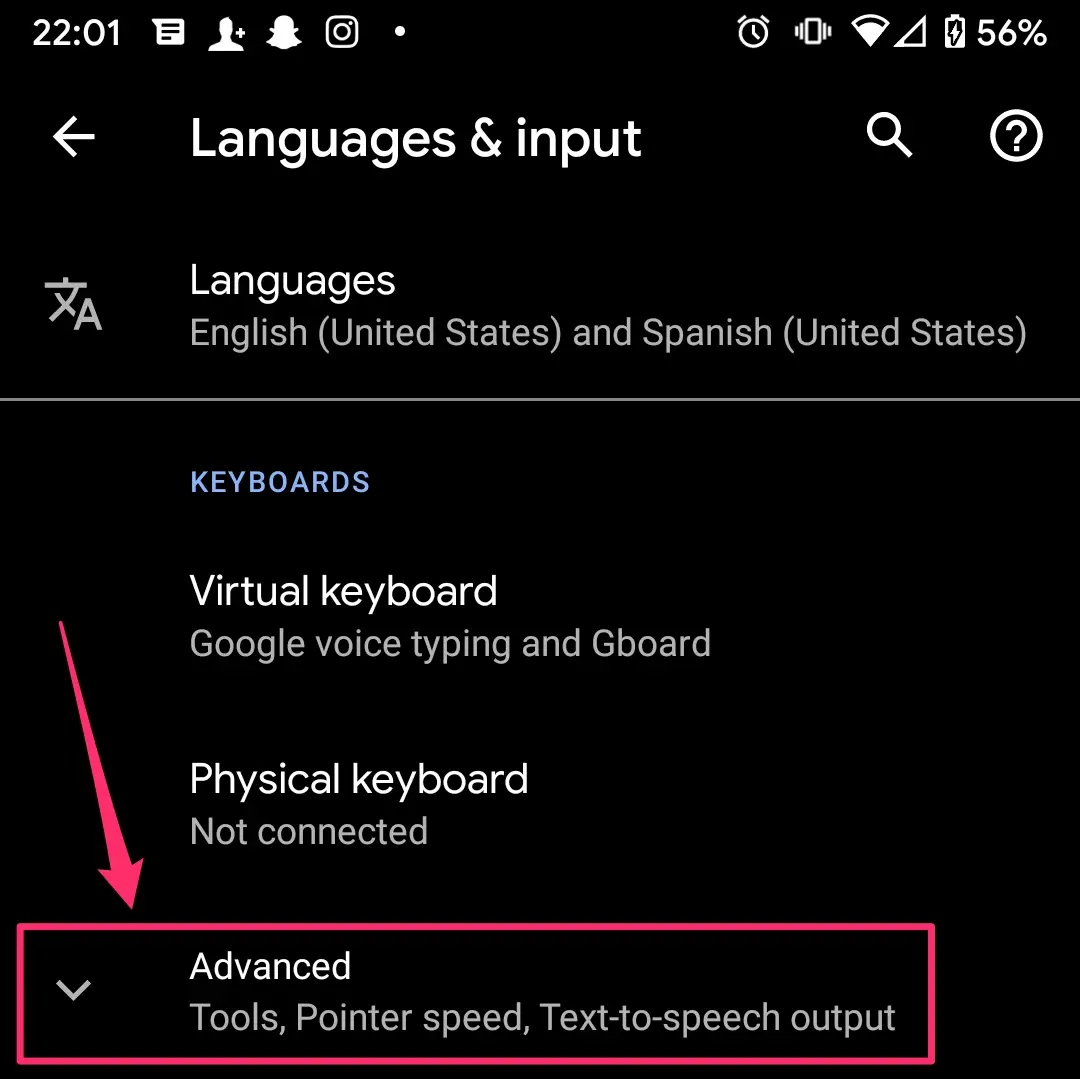 22:01 56%
Languages & input
Languages
English (United States) and Spanish (United States)
KEYBOARDS
Virtual keyboard
Google voice typing and Gboard
Physical keyboard
Not connected
Advanced
Tools, Pointer speed, Text-to-speech output